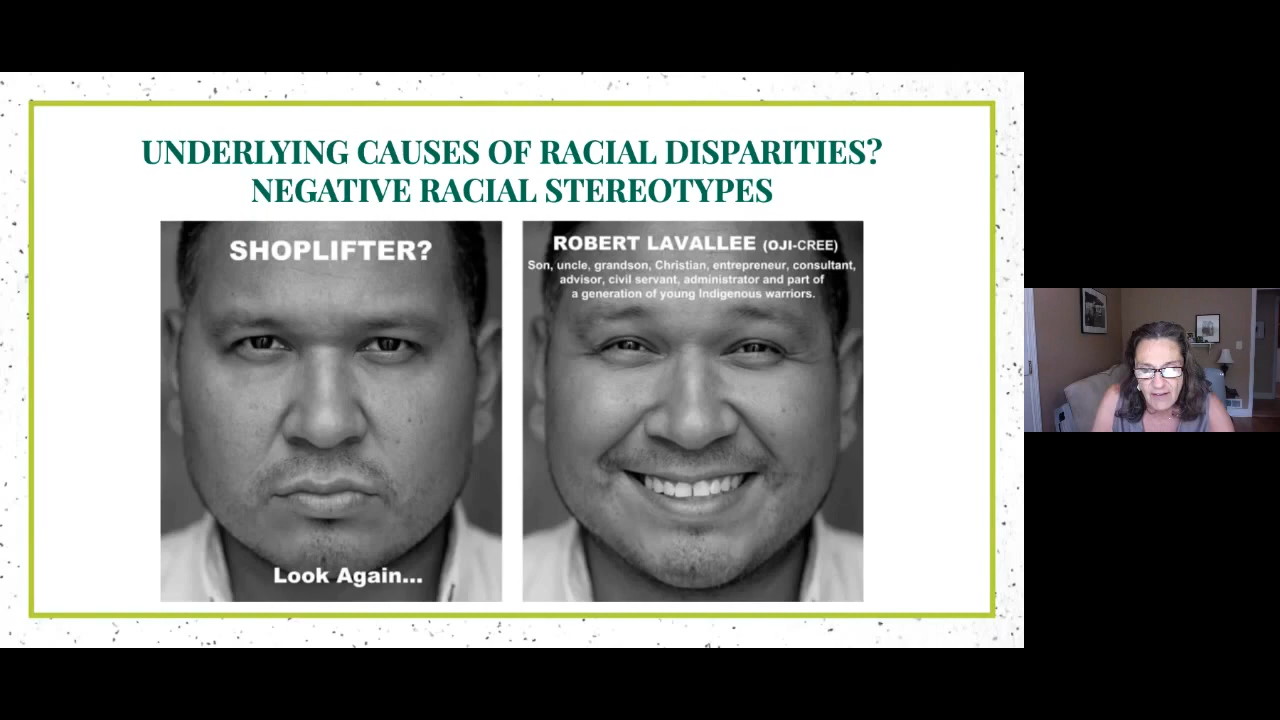 UNDERLYING CAUSES OF RACIAL DISPARITIES?
NEGATIVE RACIAL STEREOTYPES
SHOPLIFTER?
Look Again...
ROBERT LAVALLEE (OJI-CREE)
Son, uncle, grandson, Christian, entrepreneur, consultant,
advisor, civil servant, administrator and part of
a generation of young Indigenous warriors.